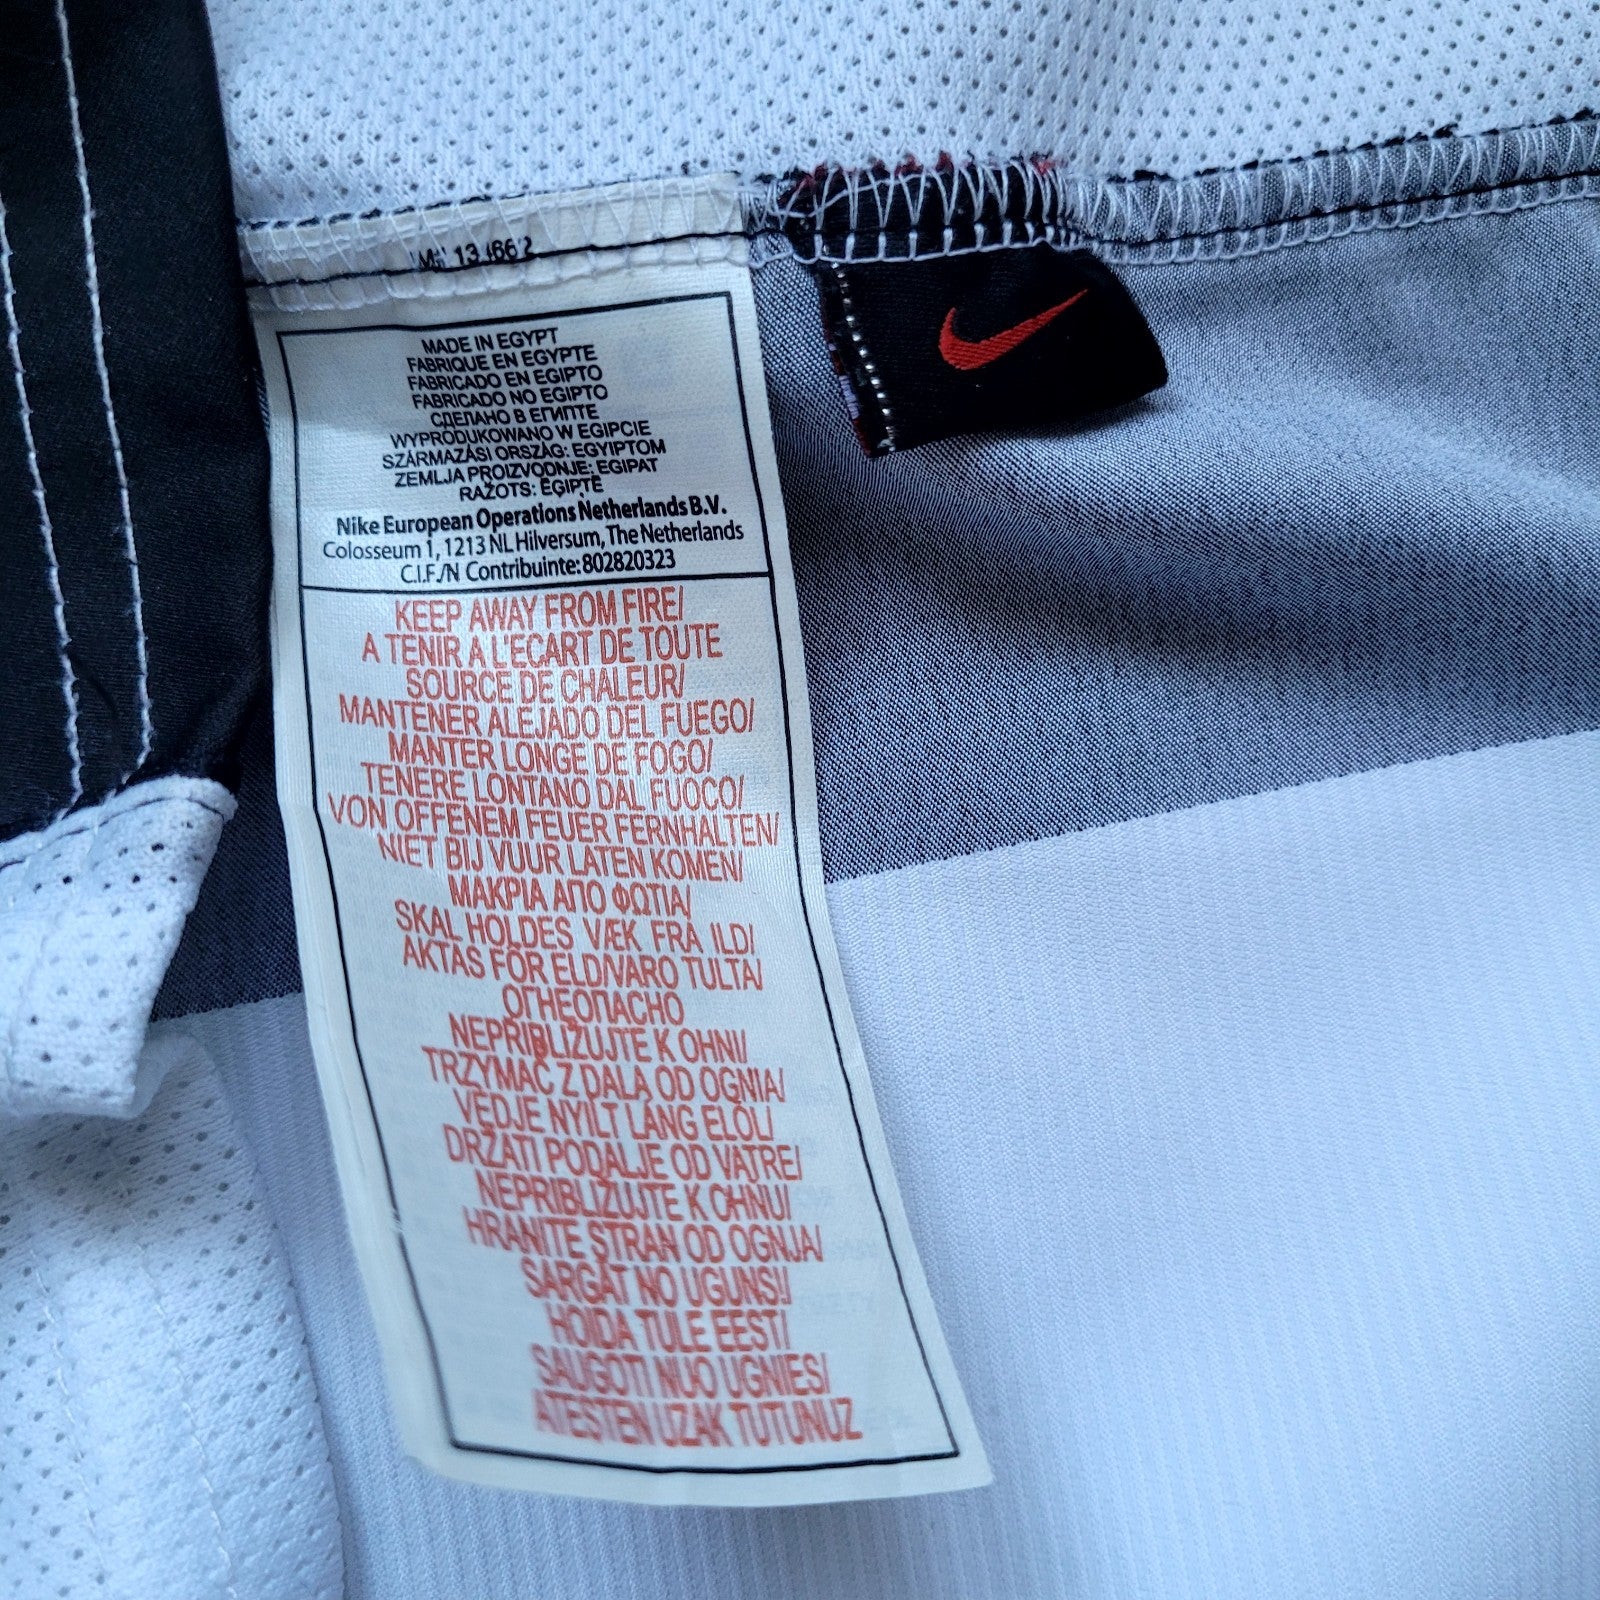 MADE IN EGYPT
FABRIQUE EN EGYPTE
FABRICADO EN EGIPTO
FABRICADO NO EGIPTO
СДЕЛАНО В ЕГИПТЕ
WYPRODUKOWANO W EGIPCIE
SZÁRMAZÁSI ORSZÁG: EGYIPTOM
ZEMLJA PROIZVODNJE: EGIPAT
RAŽOTS: ĒĢIPTĒ
Nike European Operations Netherlands B.V.
Colosseum 1, 1213 NL Hilversum, The Netherlands
C.I.F./N Contribuinte: 802820323
KEEP AWAY FROM FIRE/
A TENIR A L'ECART DE TOUTE
SOURCE DE CHALEUR/
MANTENER ALEJADO DEL FUEGO/
MANTER LONGE DE FOGO/
TENERE LONTANO DAL FUOCO/
VON OFFENEM FEUER FERNHALTEN/
NIET BIJ VUUR LATEN KOMEN/
ΜΑΚΡΙΑ ΑΠΟ ΦΩΤΙΑ/
SKAL HOLDES VÆK FRA ILD/
AKTAS FÖR ELD/VARO TULTA/
ОГНЕОПАСНО
NEPŘIBLIŽUJTE K OHNI/
TRZYMAĆ Z DALA OD OGNIA/
VÉDJE NYÍLT LÁNG ELŐL/
DRŽATI PODALJE OD VATRE/
NEPRIBLIŽUJTE K OHŇU/
HRANITE STRAN OD OGNJA/
SARGĀT NO UGUNS!/
HOIDA TULE EEST/
SAUGOTI NUO UGNIES/
ATEŞTEN UZAK TUTUNUZ